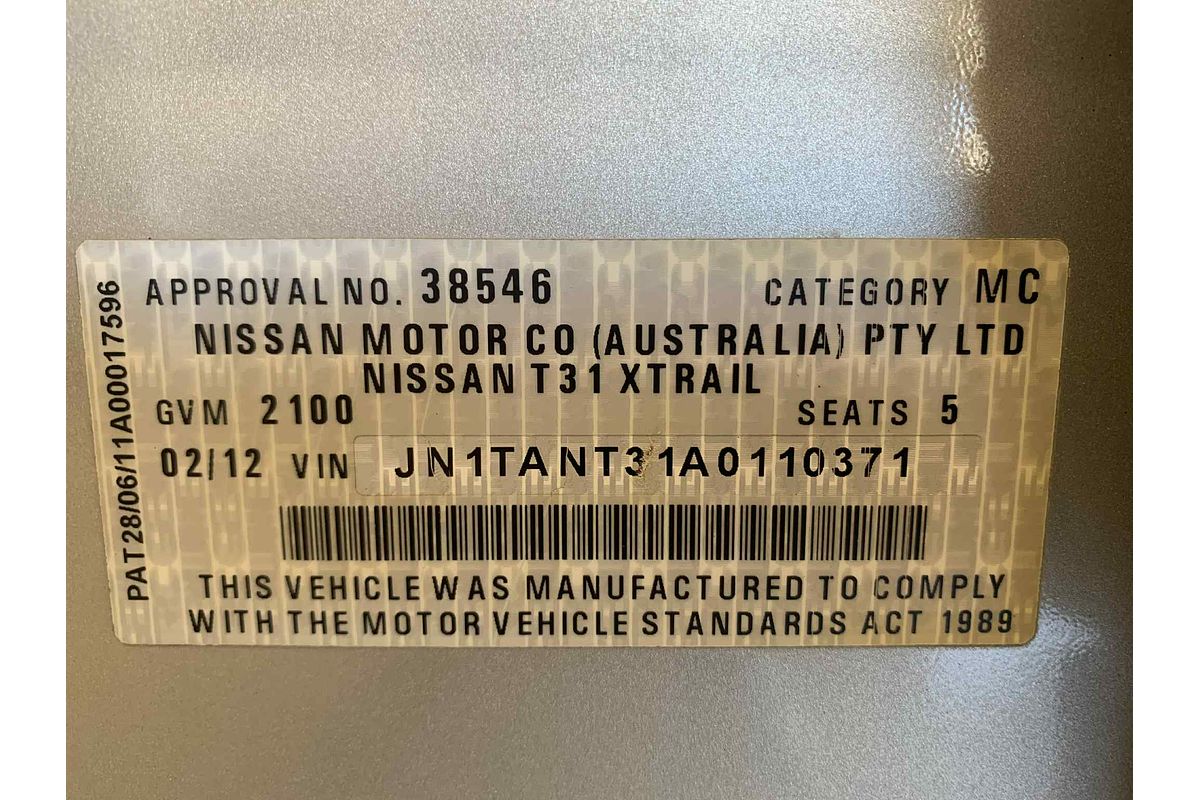 APPROVAL NO. 38546 CATEGORY MC
NISSAN MOTOR CO (AUSTRALIA) PTY LTD
NISSAN T31 XTRAIL
GVM 2100 SEATS 5
02/12 VIN JN1TANT31A0110371
THIS VEHICLE WAS MANUFACTURED TO COMPLY
WITH THE MOTOR VEHICLE STANDARDS ACT 1989
PAT28/06/11A00017596